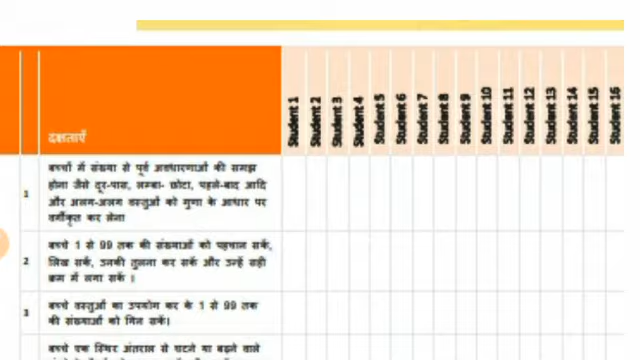 दक्षताएँ
Student 1
Student 2
Student 3
Student 4
Student 5
Student 6
Student 7
Student 8
Student 9
Student 10
Student 11
Student 12
Student 13
Student 14
Student 15
Student 16
1
बच्चों में संख्या से पूर्व अवधारणाओं की समझ
होना जैसे दूर-पास, लम्बा- छोटा, पहले-बाद आदि
और अलग-अलग वस्तुओं को गुणा के आधार पर
वर्गीकृत कर लेना
2
बच्चे 1 से 99 तक की संख्याओं को पहचान सकें,
लिख सकें, उनकी तुलना कर सकें और उन्हें सही
क्रम में लगा सकें ।
3
बच्चे वस्तुओं का उपयोग कर के 1 से 99 तक
की संख्याओं को गिन सकें।
बच्चे एक स्थिर अंतराल से घटने या बढ़ने वाले